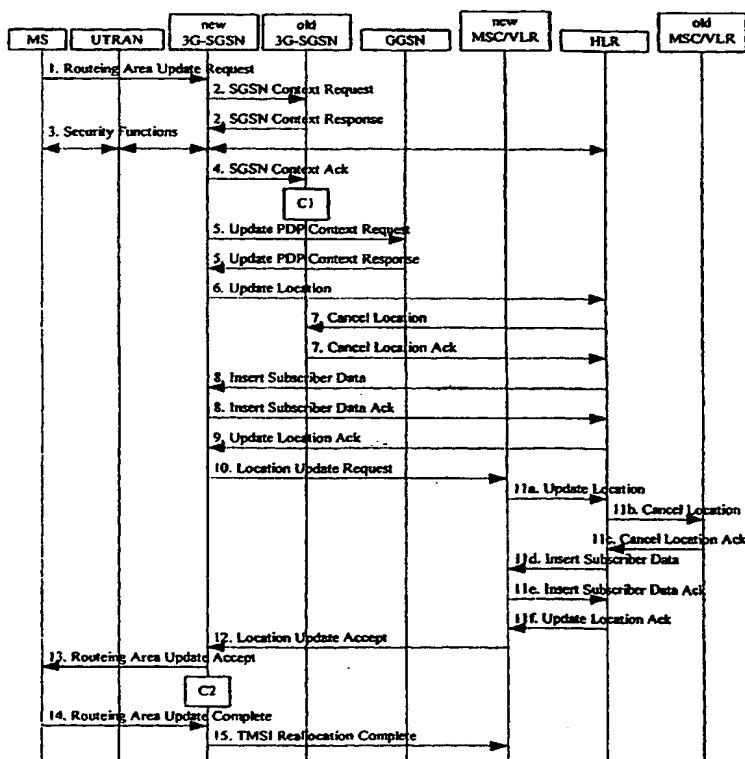 MS
UTRAN
new
3G-SGSN
old
3G-SGSN
GGSN
new
MSC/VLR
HLR
old
MSC/VLR
1. Routeing Area Update Request
2. SGSN Context Request
2. SGSN Context Response
3. Security Functions
4. SGSN Context Ack
C1
5. Update PDP Context Request
5. Update PDP Context Response
6. Update Location
7. Cancel Location
7. Cancel Location Ack
8. Insert Subscriber Data
8. Insert Subscriber Data Ack
9. Update Location Ack
10. Location Update Request
11a. Update Location
11b. Cancel Location
11c. Cancel Location Ack
11d. Insert Subscriber Data
11e. Insert Subscriber Data Ack
11f. Update Location Ack
12. Location Update Accept
13. Routeing Area Update Accept
C2
14. Routeing Area Update Complete
15. TMSI Reallocation Complete